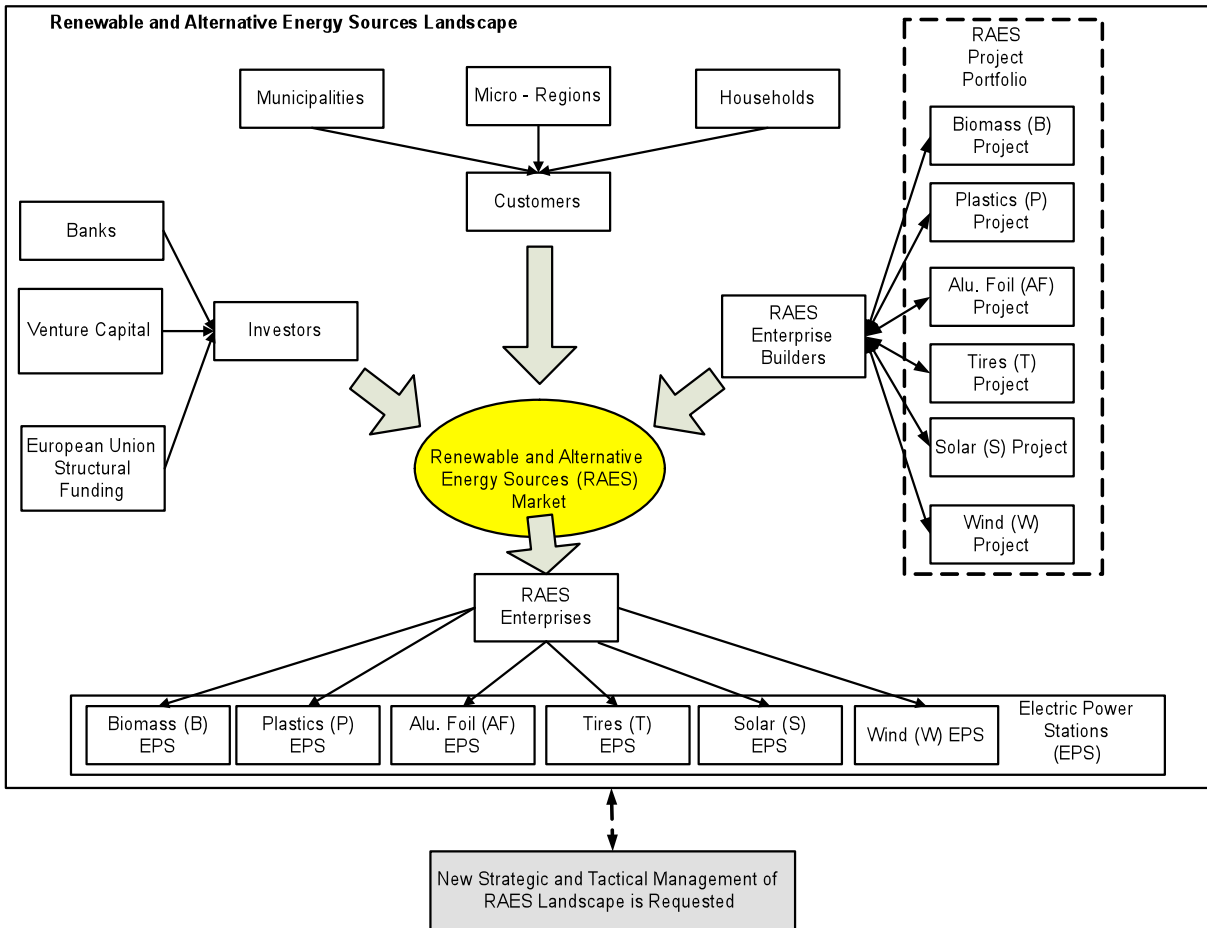 Renewable and Alternative Energy Sources Landscape
RAES
Project
Portfolio
Municipalities
Micro - Regions
Households
Customers
Banks
Venture Capital
European Union
Structural
Funding
Investors
RAES
Enterprise
Builders
Biomass (B)
Project
Plastics (P)
Project
Alu. Foil (AF)
Project
Tires (T)
Project
Solar (S) Project
Wind (W)
Project
Renewable and Alternative
Energy Sources (RAES)
Market
RAES
Enterprises
Biomass (B)
EPS
Plastics (P)
EPS
Alu. Foil (AF)
EPS
Tires (T)
EPS
Solar (S)
EPS
Wind (W) EPS
Electric Power
Stations
(EPS)
New Strategic and Tactical Management of
RAES Landscape is Requested